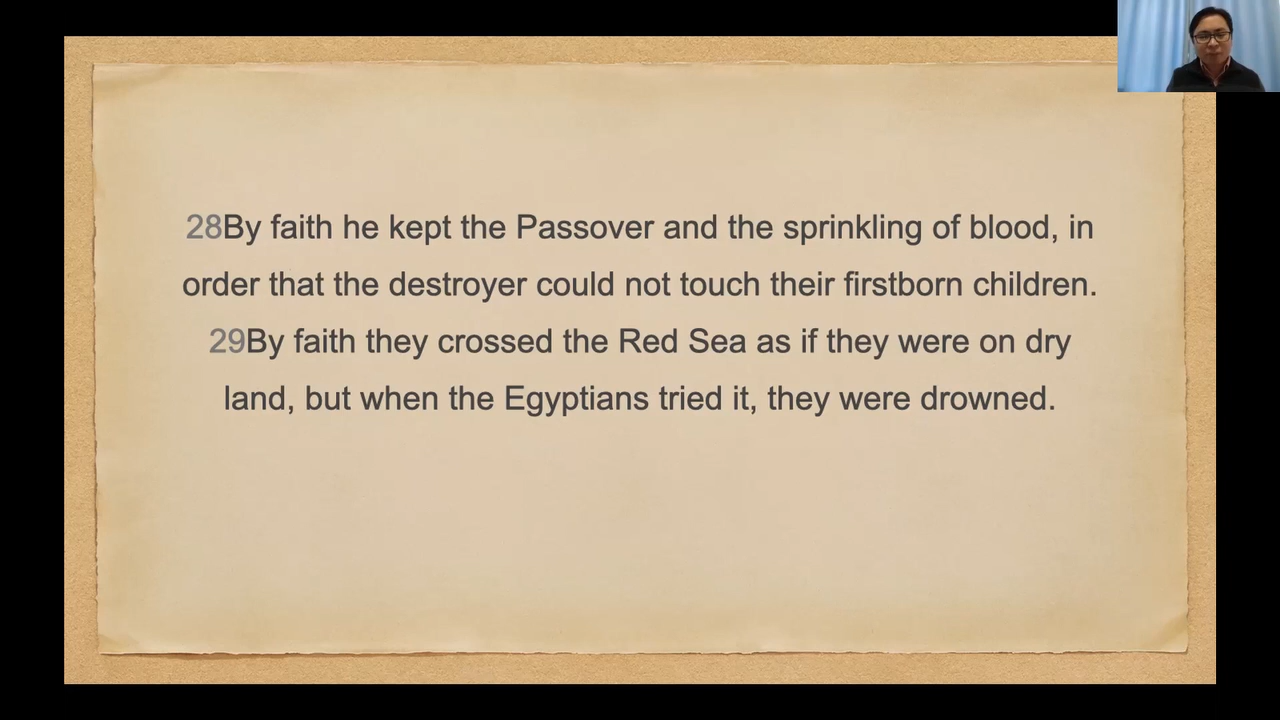 28By faith he kept the Passover and the sprinkling of blood, in
order that the destroyer could not touch their firstborn children.
29By faith they crossed the Red Sea as if they were on dry
land, but when the Egyptians tried it, they were drowned.